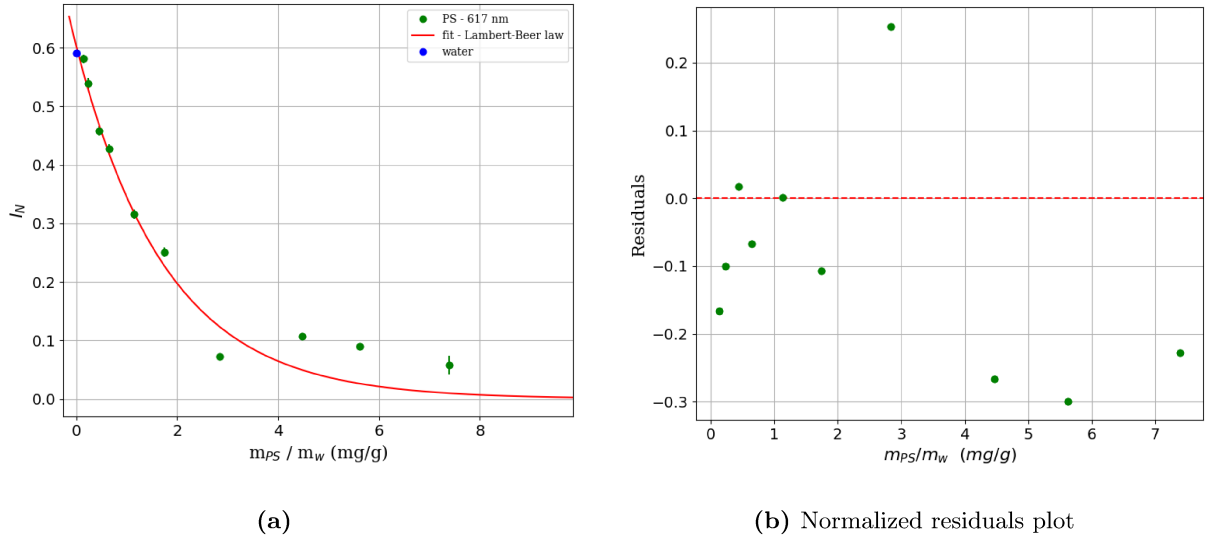 PS - 617 nm
fit - Lambert-Beer law
water
I_N
0.6
0.5
0.4
0.3
0.2
0.1
0.0
0 2 4 6 8
m_PS / m_w (mg/g)
(a)
Residuals
0.2
0.1
0.0
−0.1
−0.2
−0.3
0 1 2 3 4 5 6 7
m_PS/m_w (mg/g)
(b) Normalized residuals plot